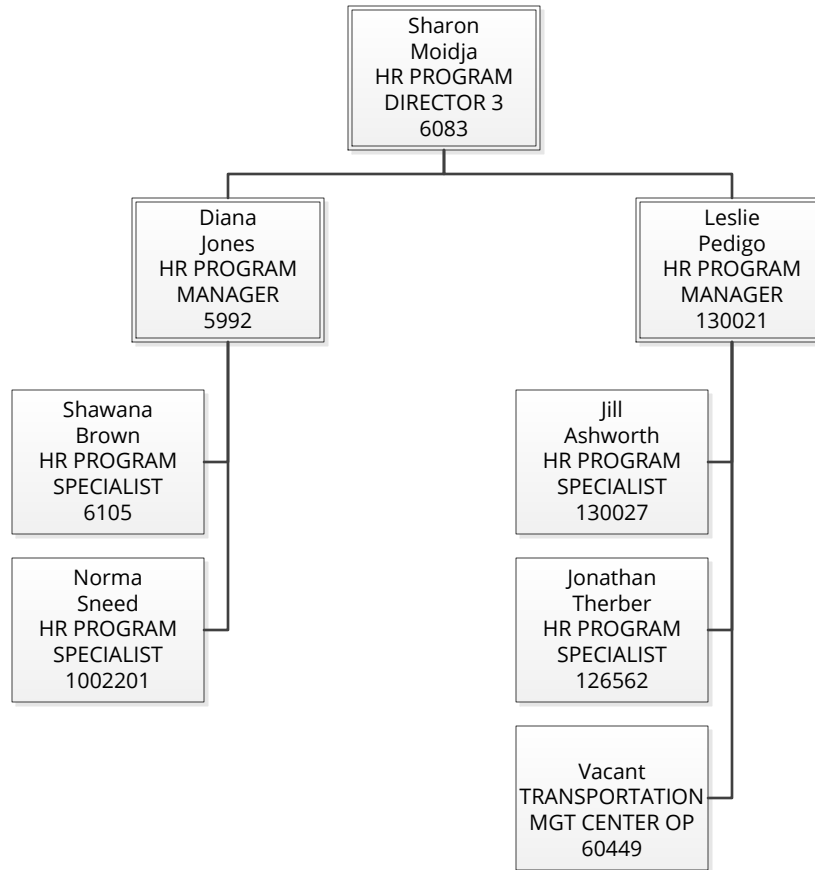 Sharon
Moidja
HR PROGRAM
DIRECTOR 3
6083
Diana
Jones
HR PROGRAM
MANAGER
5992
Leslie
Pedigo
HR PROGRAM
MANAGER
130021
Shawana
Brown
HR PROGRAM
SPECIALIST
6105
Norma
Sneed
HR PROGRAM
SPECIALIST
1002201
Jill
Ashworth
HR PROGRAM
SPECIALIST
130027
Jonathan
Therber
HR PROGRAM
SPECIALIST
126562
Vacant
TRANSPORTATION
MGT CENTER OP
60449